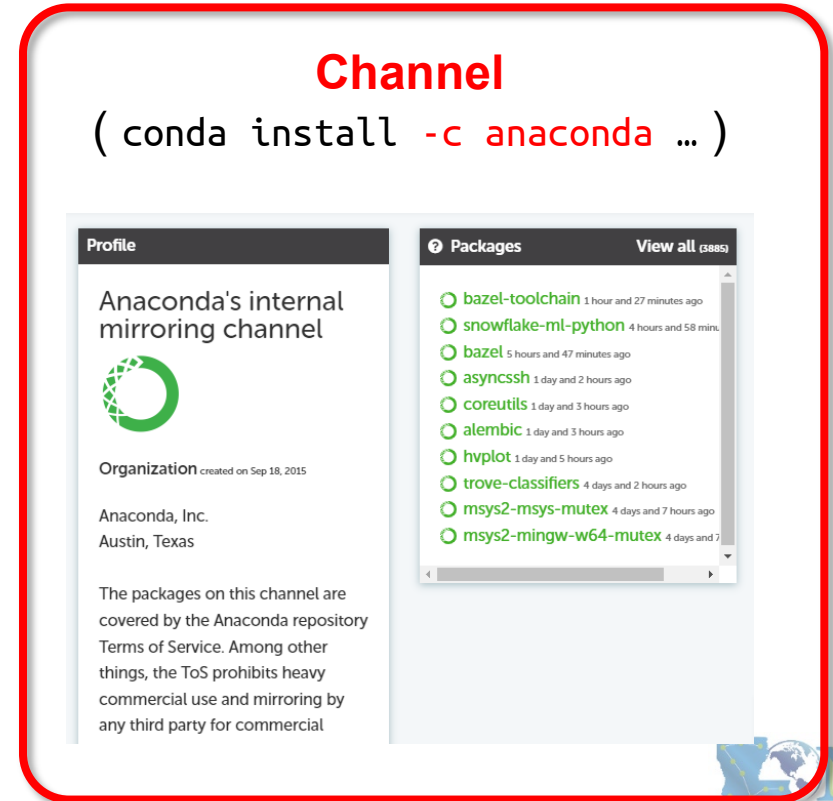 Channel
( conda install -c anaconda … )
Profile
Anaconda's internal
mirroring channel
Organization created on Sep 18, 2015
Anaconda, Inc.
Austin, Texas
The packages on this channel are
covered by the Anaconda repository
Terms of Service. Among other
things, the ToS prohibits heavy
commercial use and mirroring by
any third party for commercial
? Packages View all (3885)
bazel-toolchain 1 hour and 27 minutes ago
snowflake-ml-python 4 hours and 58 minu
bazel 5 hours and 47 minutes ago
asyncssh 1 day and 2 hours ago
coreutils 1 day and 3 hours ago
alembic 1 day and 3 hours ago
hvplot 1 day and 5 hours ago
trove-classifiers 4 days and 2 hours ago
msys2-msys-mutex 4 days and 7 hours ago
msys2-mingw-w64-mutex 4 days and 7